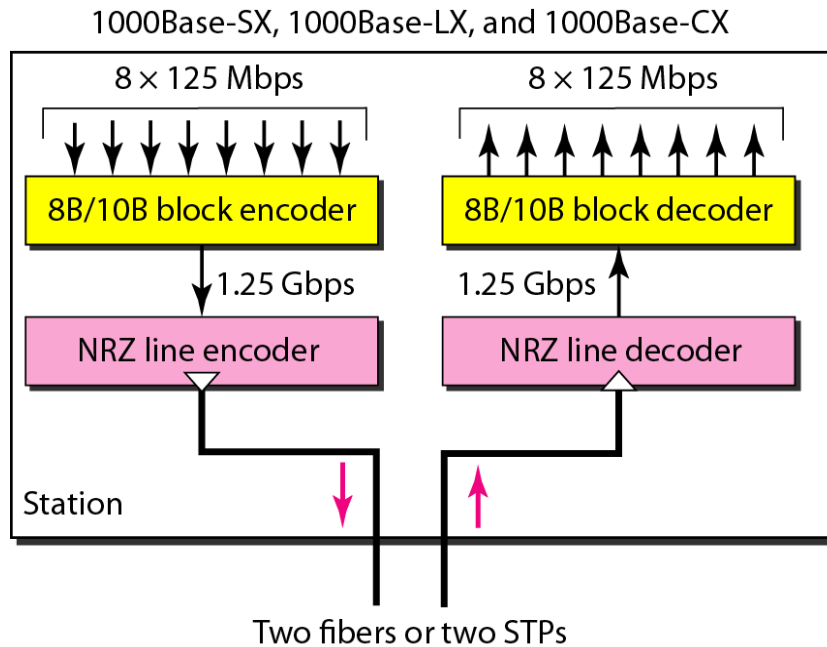 1000Base-SX, 1000Base-LX, and 1000Base-CX
8 × 125 Mbps
8 × 125 Mbps
8B/10B block encoder
8B/10B block decoder
1.25 Gbps
1.25 Gbps
NRZ line encoder
NRZ line decoder
Station
Two fibers or two STPs